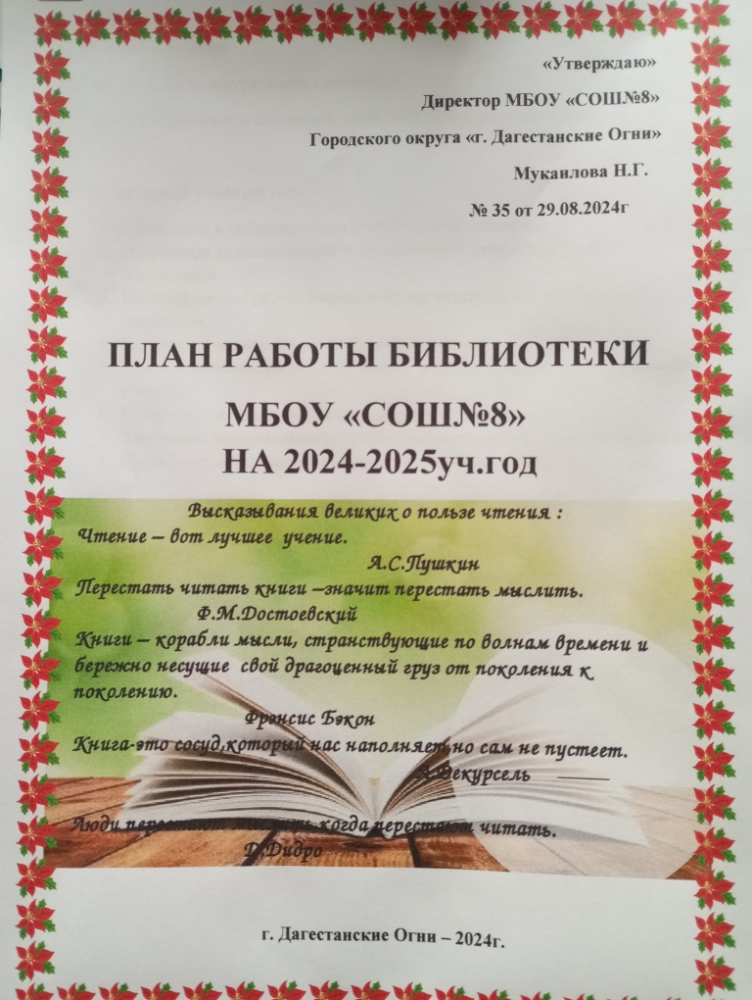 «Утверждаю»
Директор МБОУ «СОШ№8»
Городского округа «г. Дагестанские Огни»
Мукаилова Н.Г.
№ 35 от 29.08.2024г
ПЛАН РАБОТЫ БИБЛИОТЕКИ
МБОУ «СОШ№8»
НА 2024-2025уч.год
Высказывания великих о пользе чтения :
Чтение – вот лучшее учение.
А.С.Пушкин
Перестать читать книги –значит перестать мыслить.
Ф.М.Достоевский
Книги – корабли мысли, странствующие по волнам времени и
бережно несущие свой драгоценный груз от поколения к
поколению.
Фрэнсис Бэкон
Книга-это сосуд,который нас наполняет,но сам не пустеет.
А.Декурсель
Люди перестают мыслить,когда перестают читать.
Д.Дидро
г. Дагестанские Огни – 2024г.